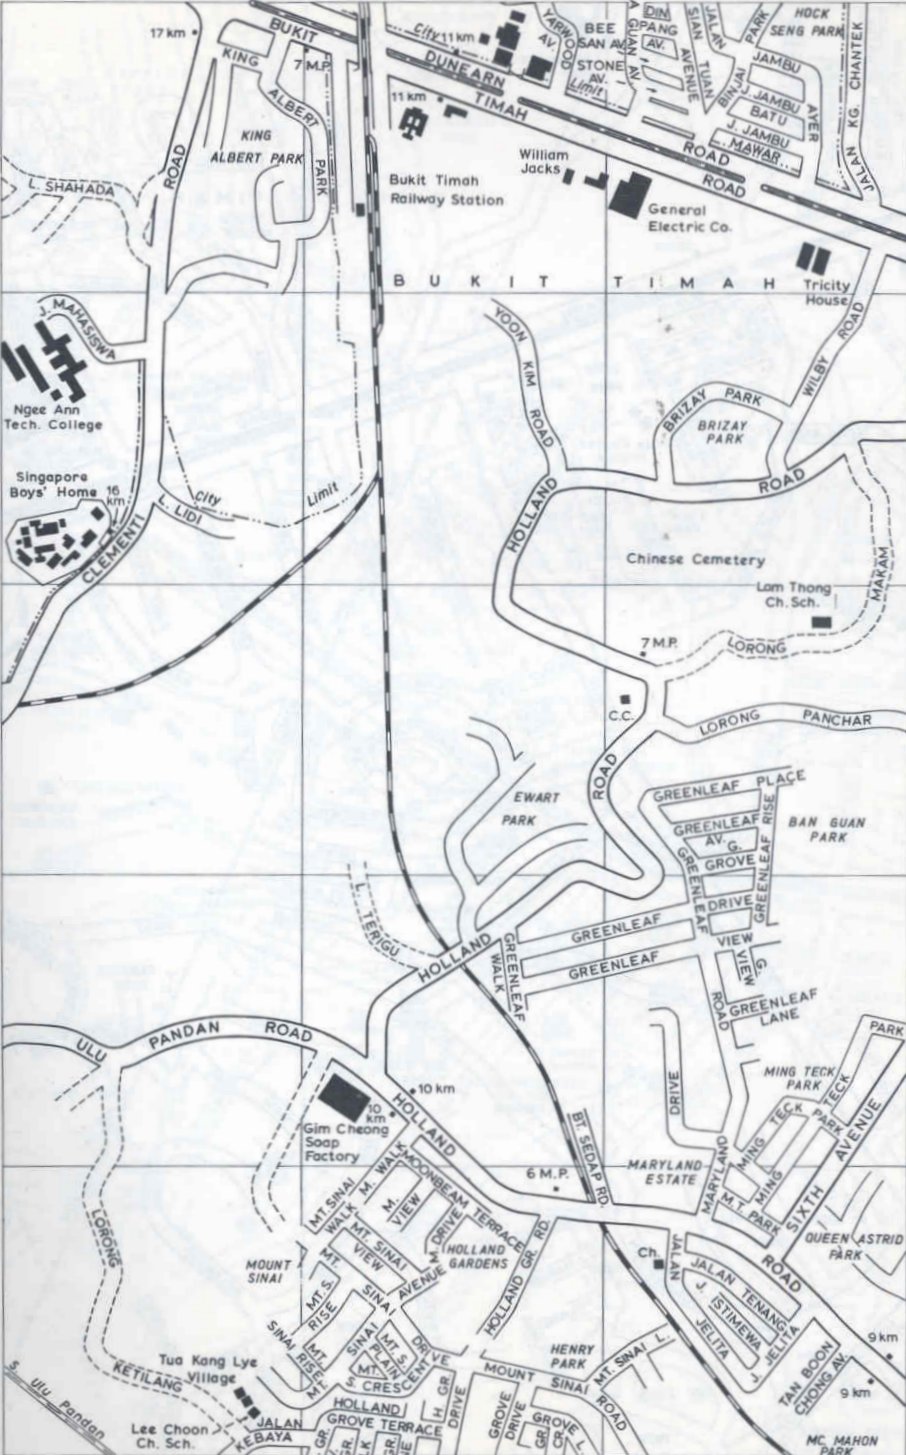 17 km
BUKIT
7 M.P.
KING
ALBERT
PARK
KING
ALBERT PARK
ROAD
L. SHAHADA
City
11 km
DUNEARN
TIMAH
11 km
YARWOOD
AV.
BEE
SAN AV.
STONE
AV.
Limit
DIN
PANG
AV.
SIAN
AVENUE
JALAN
TUAN
BINJAI
PARK
HOCK
SENG PARK
JAMBU
J. JAMBU
BATU
J. JAMBU
L. MAWAR
AYER
JALAN KG. CHANTEK
ROAD
ROAD
William
Jacks
Bukit Timah
Railway Station
General
Electric Co.
BUKIT TIMAH
Tricity
House
J. MAHASISWA
Ngee Ann
Tech. College
Singapore
Boys' Home
16
km
CLEMENTI
L. LIDI
City
Limit
YOON
KIM
ROAD
WILBY ROAD
BRIZAY PARK
BRIZAY
PARK
HOLLAND
ROAD
Chinese Cemetery
MAKAM
Lam Thong
Ch. Sch.
7 M.P.
LORONG
C.C.
LORONG PANCHAR
ROAD
EWART
PARK
GREENLEAF PLACE
GREENLEAF
AV.
G.
GROVE
GREENLEAF RISE
GREENLEAF
DRIVE
BAN GUAN
PARK
L. TERIGU
HOLLAND
GREENLEAF
WALK
GREENLEAF
GREENLEAF
VIEW
G.
VIEW
ROAD
GREENLEAF
LANE
ULU
PANDAN
ROAD
10 km
10
km
HOLLAND
Gim Cheong
Soap
Factory
BT. SEDAP RD.
DRIVE
MING TECK
PARK
PARK
TECK
MING
TECK
PARK
MING
SIXTH AVENUE
MARYLAND
ESTATE
MARYLAND
M.T. PARK
6 M.P.
LORONG
MT. SINAI
WALK
M. WALK
M.
VIEW
MOONBEAM TERRACE
M. DRIVE
MT. SINAI
VIEW
AVENUE
HOLLAND
GARDENS
HOLLAND GR. RD.
MOUNT
SINAI
MT.
SINAI
DRIVE
MT. S.
RISE
SINAI RISE
MT.
SINAI
MT. S.
PLAIN
MT.
S. CRESCENT
MT.
Ch.
JALAN
JALAN
TENANG
J. ISTIMEWA
JELITA
J. JELITA
ROAD
QUEEN ASTRID
PARK
TAN BOON
CHONG AV.
9 km
9 km
MC MAHON
PARK
HENRY
PARK
MT. SINAI L.
MOUNT SINAI
ROAD
Tua Kang Lye
Village
KETILANG
S. Ulu Pandan
Lee Choon
Ch. Sch.
JALAN
KEBAYA
HOLLAND
GROVE TERRACE
H. GR.
DRIVE
GROVE
DRIVE
GROVE L.
GR.
CR.
GR.
GR.